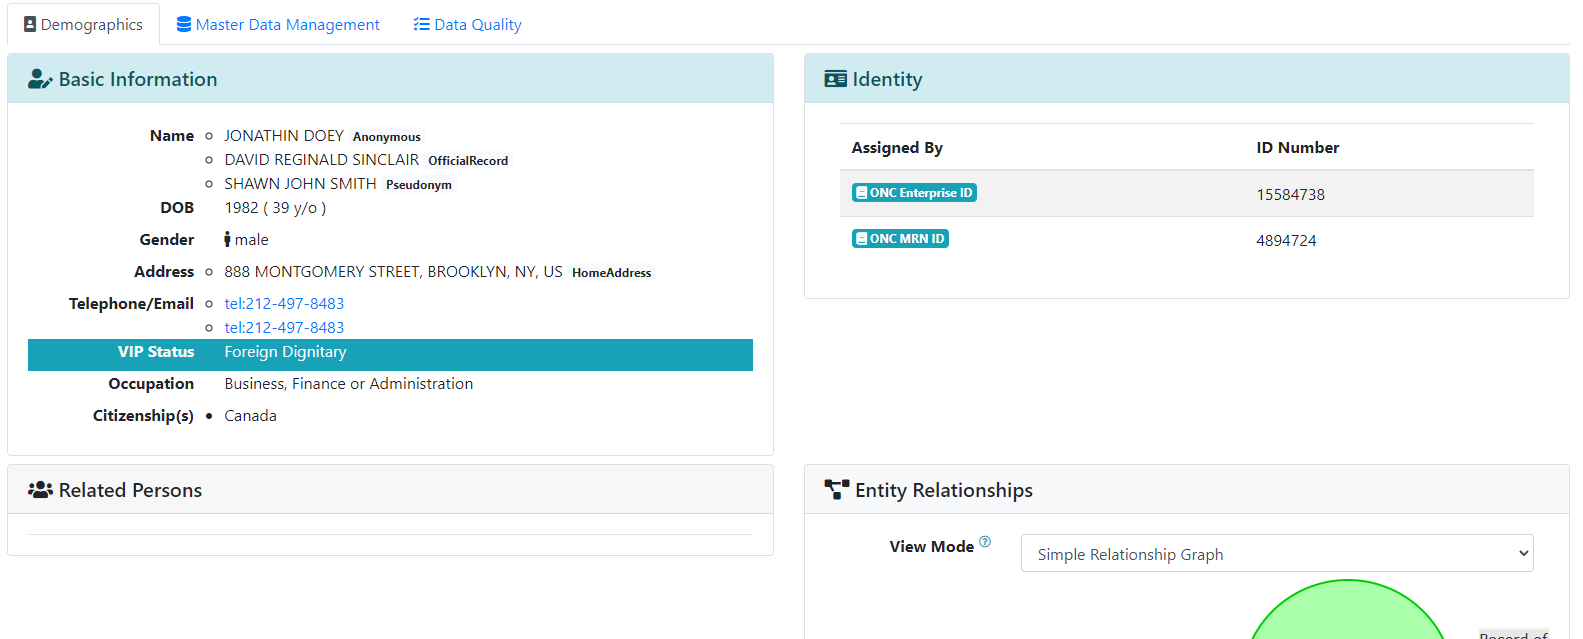 Demographics
Master Data Management
Data Quality
Basic Information
Name
JONATHIN DOEY Anonymous
DAVID REGINALD SINCLAIR OfficialRecord
SHAWN JOHN SMITH Pseudonym
DOB 1982 ( 39 y/o )
Gender male
Address 888 MONTGOMERY STREET, BROOKLYN, NY, US HomeAddress
Telephone/Email tel:212-497-8483
tel:212-497-8483
VIP Status Foreign Dignitary
Occupation Business, Finance or Administration
Citizenship(s) Canada
Identity
Assigned By ID Number
ONC Enterprise ID 15584738
ONC MRN ID 4894724
Related Persons
Entity Relationships
View Mode ? Simple Relationship Graph
Record of